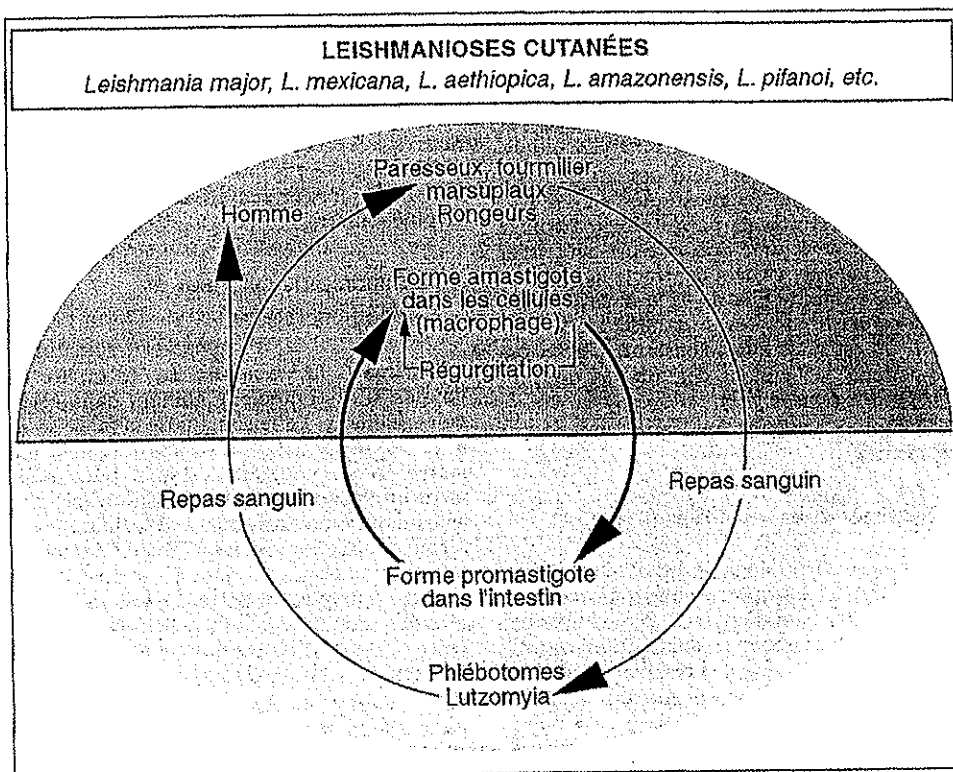 LEISHMANIOSES CUTANÉES
Leishmania major, L. mexicana, L. aethiopica, L. amazonensis, L. pifanoi, etc.
Paresseux, fourmilier,
marsupiaux
Rongeurs
Homme
Forme amastigote
dans les cellules
(macrophage)
Régurgitation
Repas sanguin
Repas sanguin
Forme promastigote
dans l'intestin
Phlébotomes
Lutzomyia